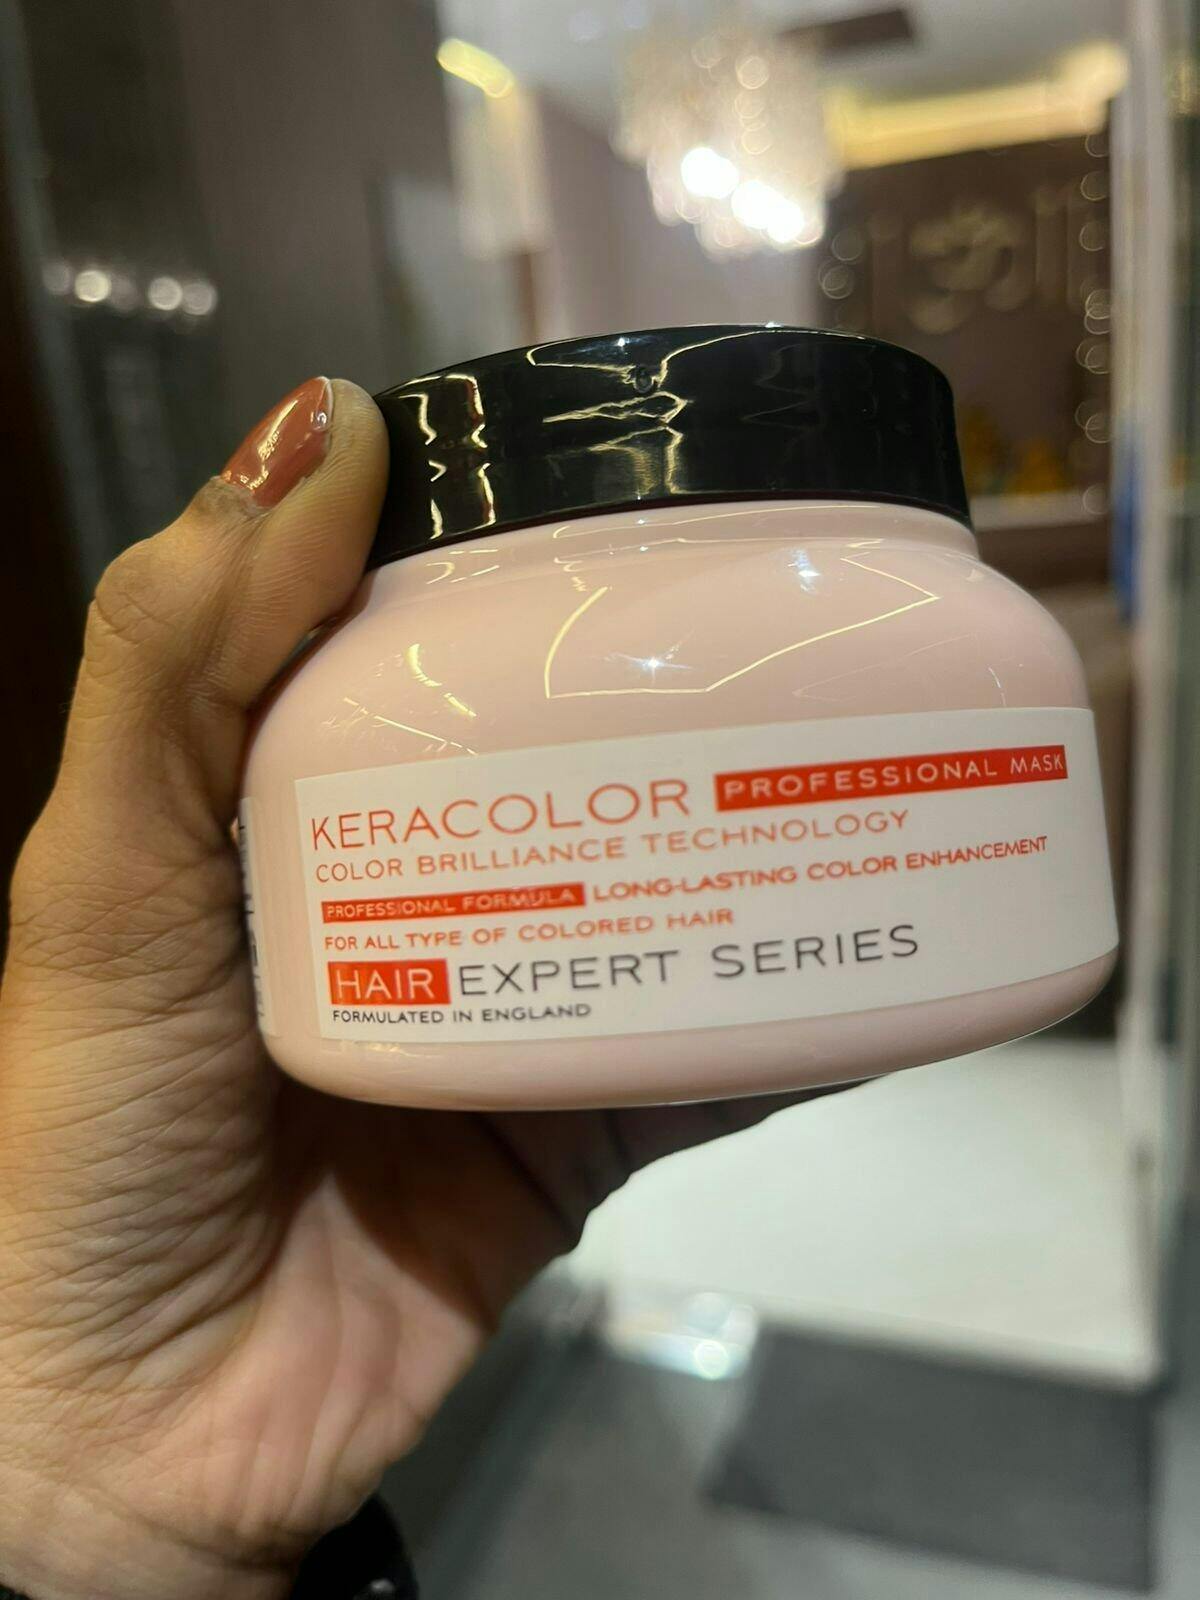 KERACOLOR PROFESSIONAL MASK
COLOR BRILLIANCE TECHNOLOGY
PROFESSIONAL FORMULA LONG-LASTING COLOR ENHANCEMENT
FOR ALL TYPE OF COLORED HAIR
HAIR EXPERT SERIES
FORMULATED IN ENGLAND